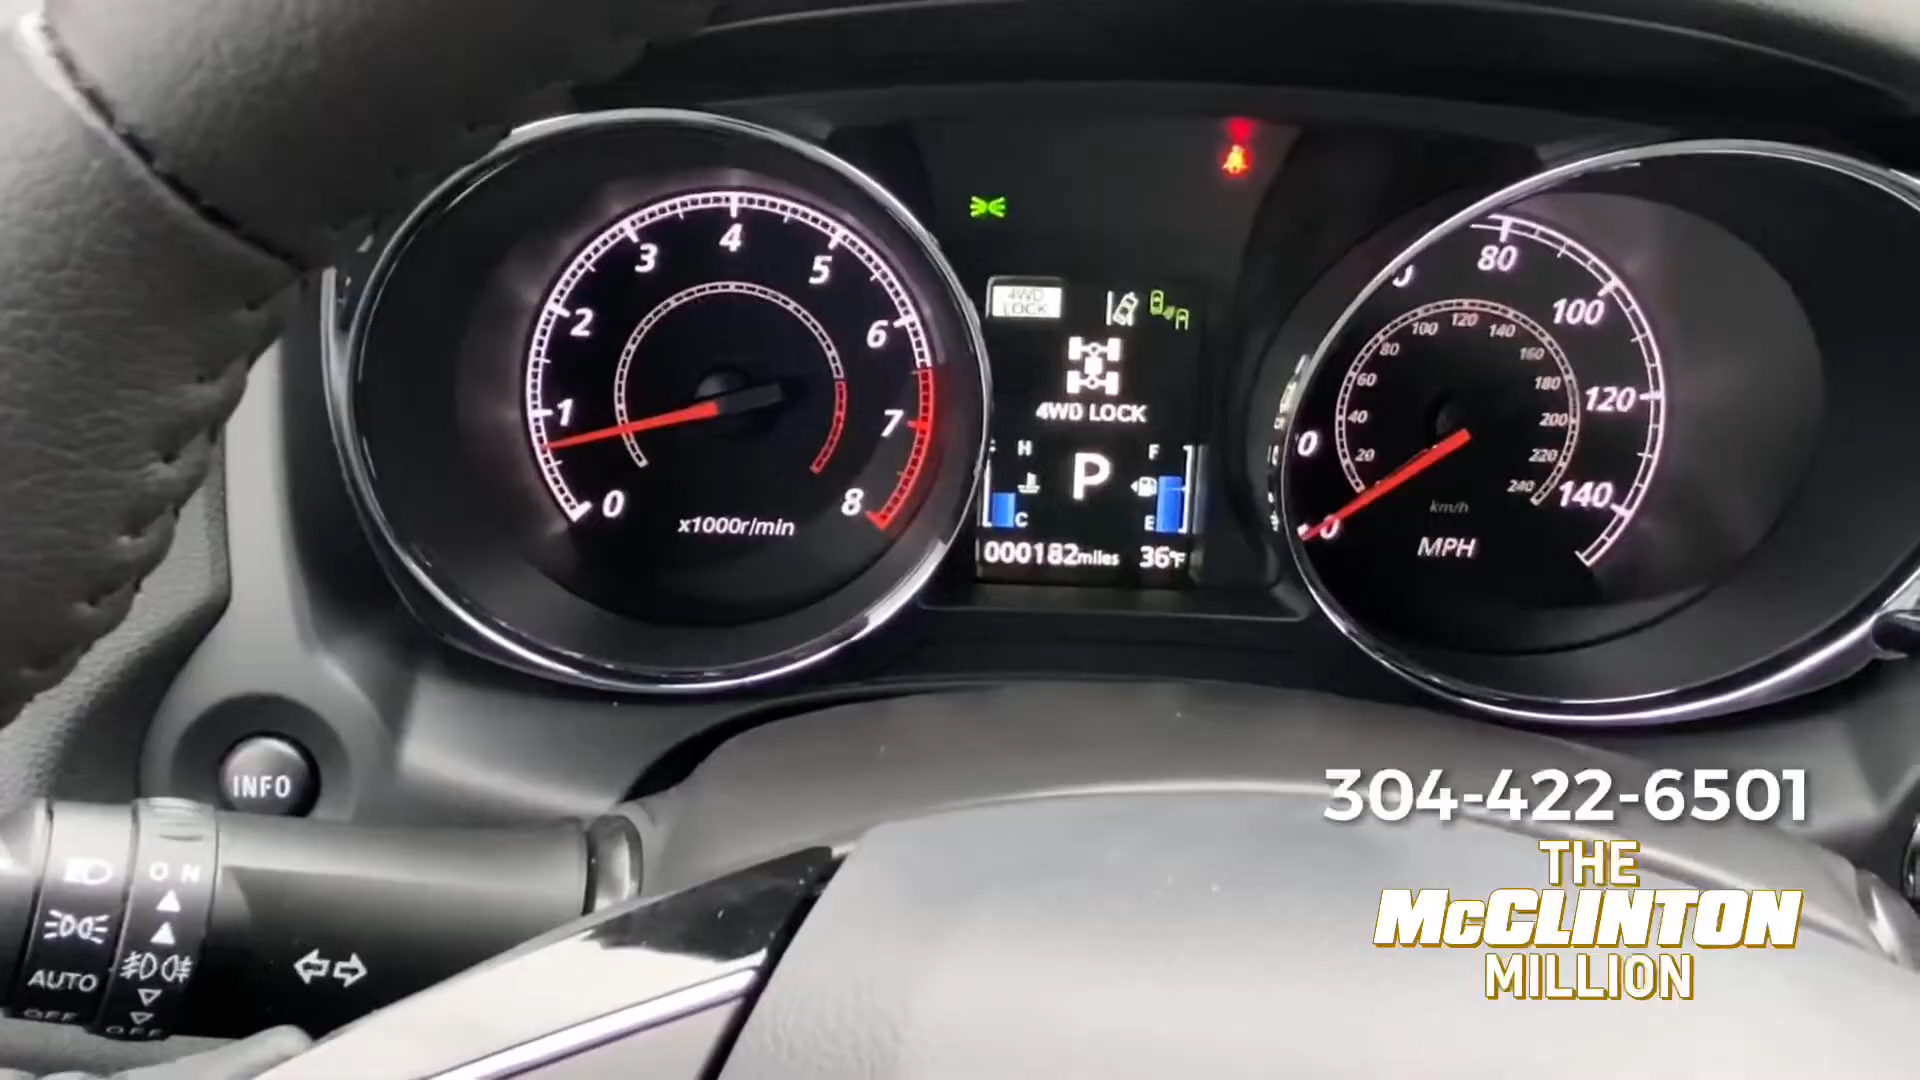 0
1
2
3
4
5
6
7
8
x1000r/min
4WD
LOCK
4WD LOCK
H
C
P
F
E
000182miles
36°F
0
80
100
120
140
20
40
60
80
100
120
140
160
180
200
220
240
km/h
MPH
INFO
ON
AUTO
OFF
OFF
304-422-6501
THE
McCLINTON
MILLION